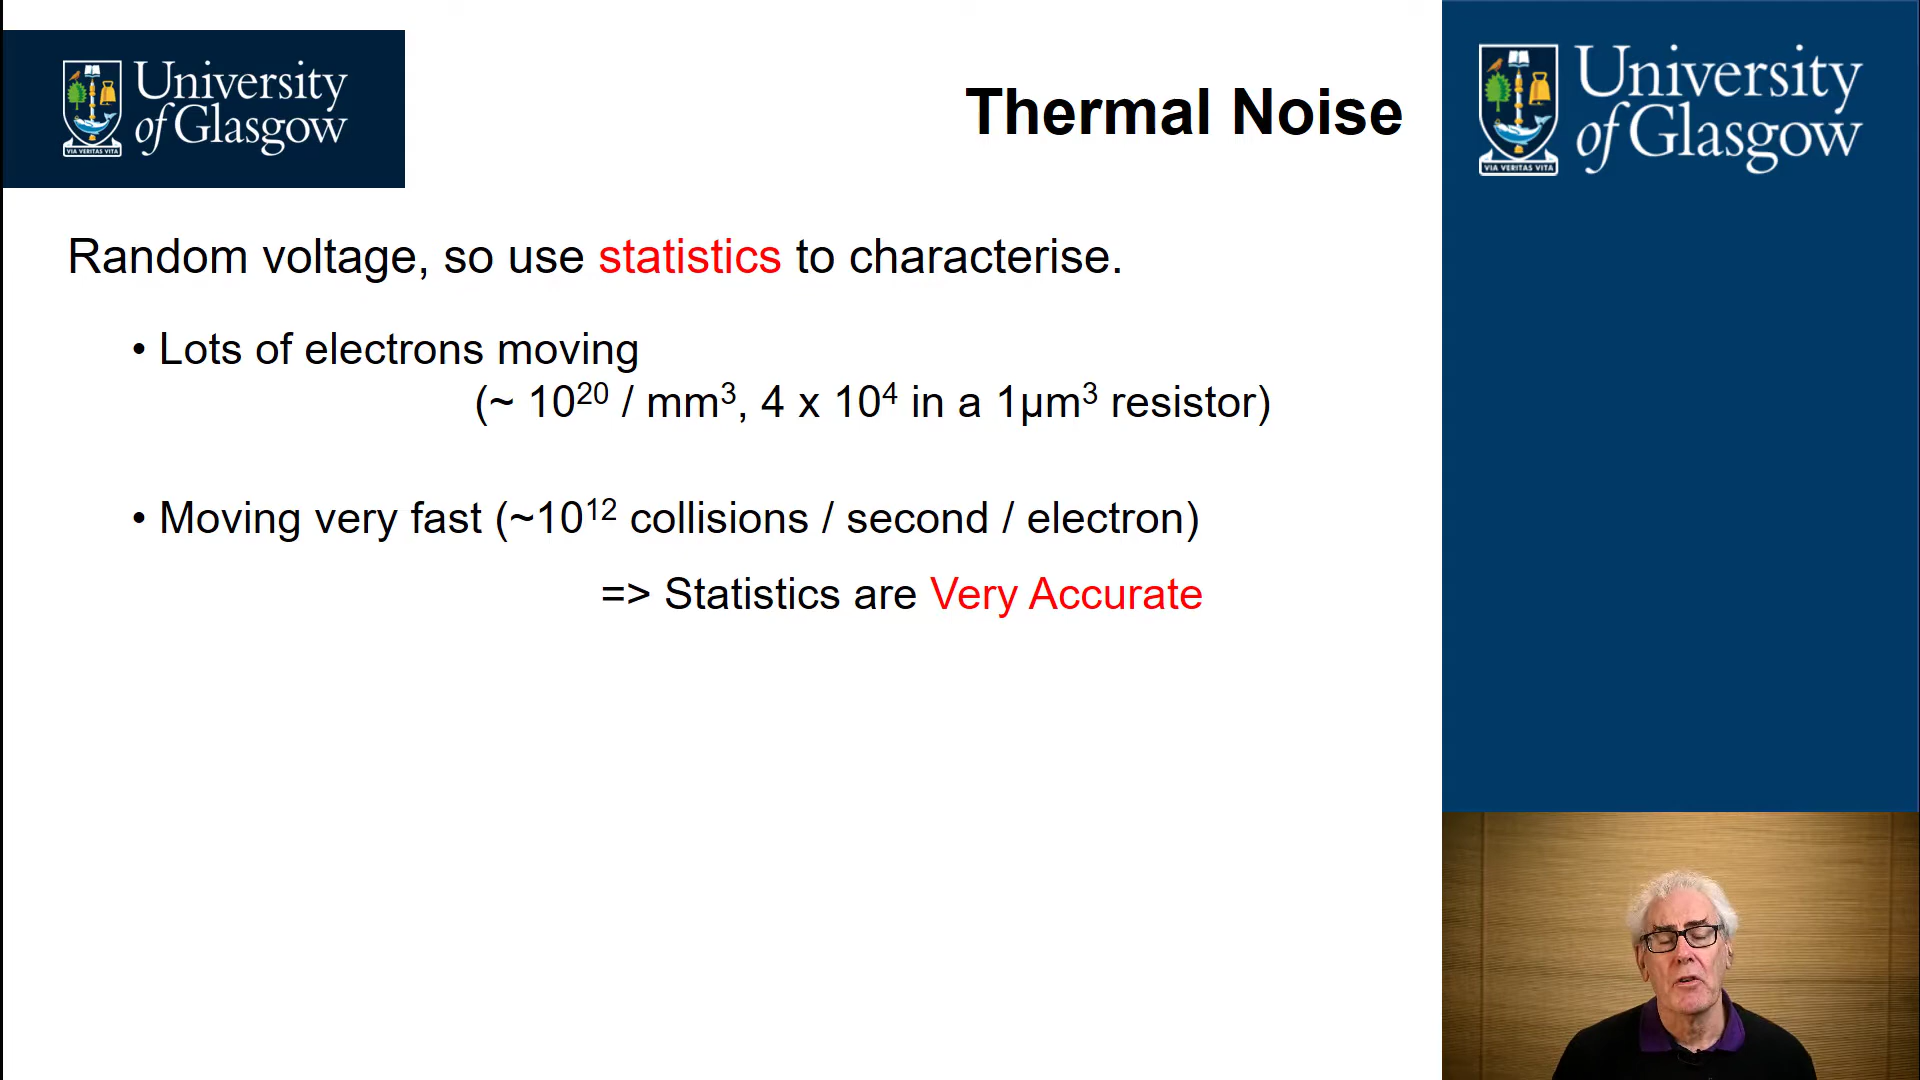 University
of Glasgow
VIA VERITAS VITA
Thermal Noise
University
of Glasgow
VIA VERITAS VITA
Random voltage, so use statistics to characterise.
• Lots of electrons moving
(~ 10²⁰ / mm³, 4 x 10⁴ in a 1µm³ resistor)
• Moving very fast (~10¹² collisions / second / electron)
=> Statistics are Very Accurate